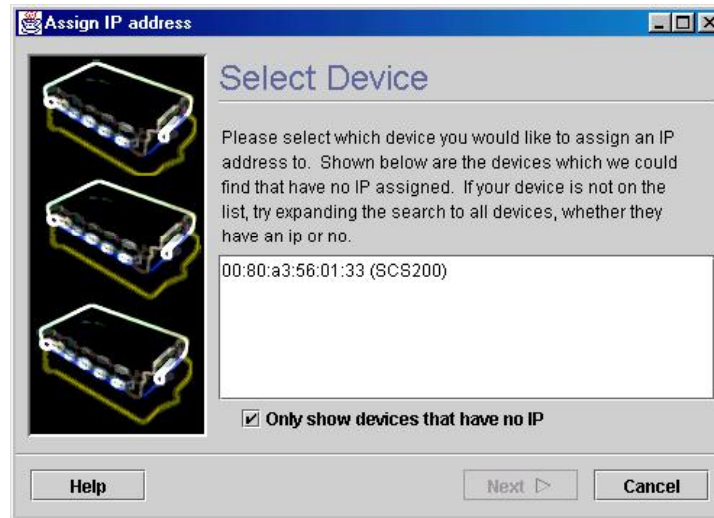 Assign IP address
Select Device
Please select which device you would like to assign an IP
address to. Shown below are the devices which we could
find that have no IP assigned. If your device is not on the
list, try expanding the search to all devices, whether they
have an ip or no.
00:80:a3:56:01:33 (SCS200)
Only show devices that have no IP
Help
Next
Cancel